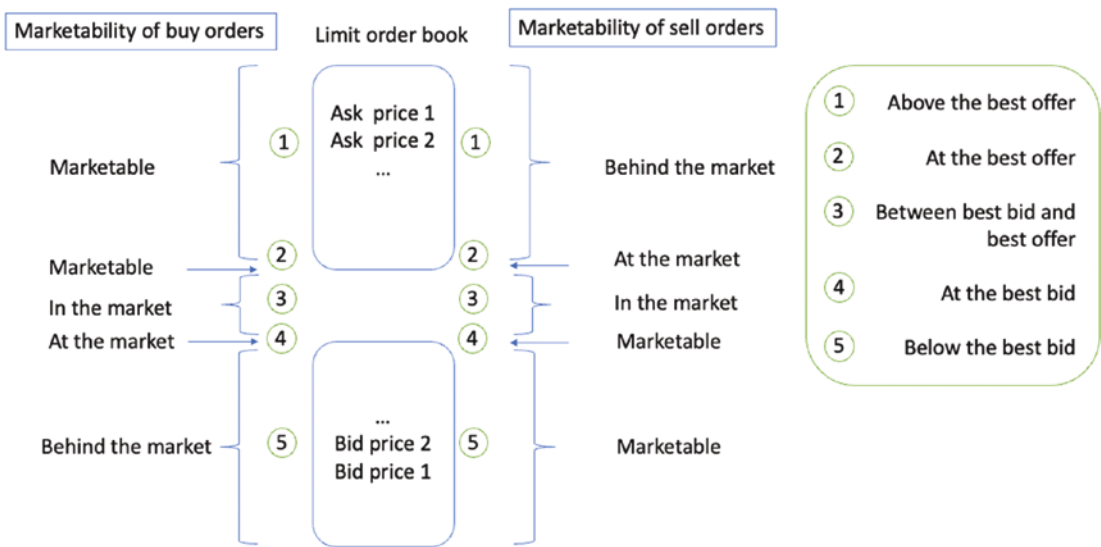 Marketability of buy orders
Limit order book
Marketability of sell orders
Marketable
Marketable
In the market
At the market
Behind the market
1
2
3
4
5
Ask price 1
Ask price 2
...
...
Bid price 2
Bid price 1
1
2
3
4
5
Behind the market
At the market
In the market
Marketable
Marketable
1 Above the best offer
2 At the best offer
3 Between best bid and
best offer
4 At the best bid
5 Below the best bid